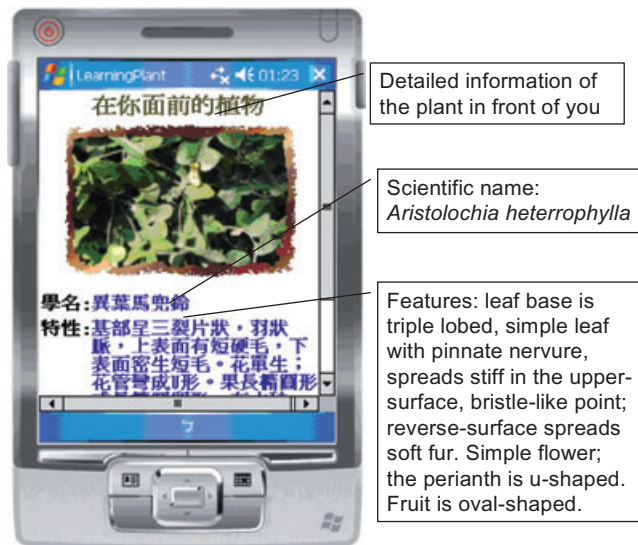 LearningPlant 01:23
在你面前的植物
學名:異葉馬兜鈴
特性:基部呈三裂片狀，羽狀
脈，上表面有短硬毛，下
表面密生短毛。花單生；
花管彎成U形。果長橢圓形
Detailed information of
the plant in front of you
Scientific name:
Aristolochia heterrophylla
Features: leaf base is
triple lobed, simple leaf
with pinnate nervure,
spreads stiff in the upper-
surface, bristle-like point;
reverse-surface spreads
soft fur. Simple flower;
the perianth is u-shaped.
Fruit is oval-shaped.